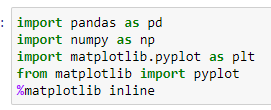 :
import pandas as pd
import numpy as np
import matplotlib.pyplot as plt
from matplotlib import pyplot
%matplotlib inline